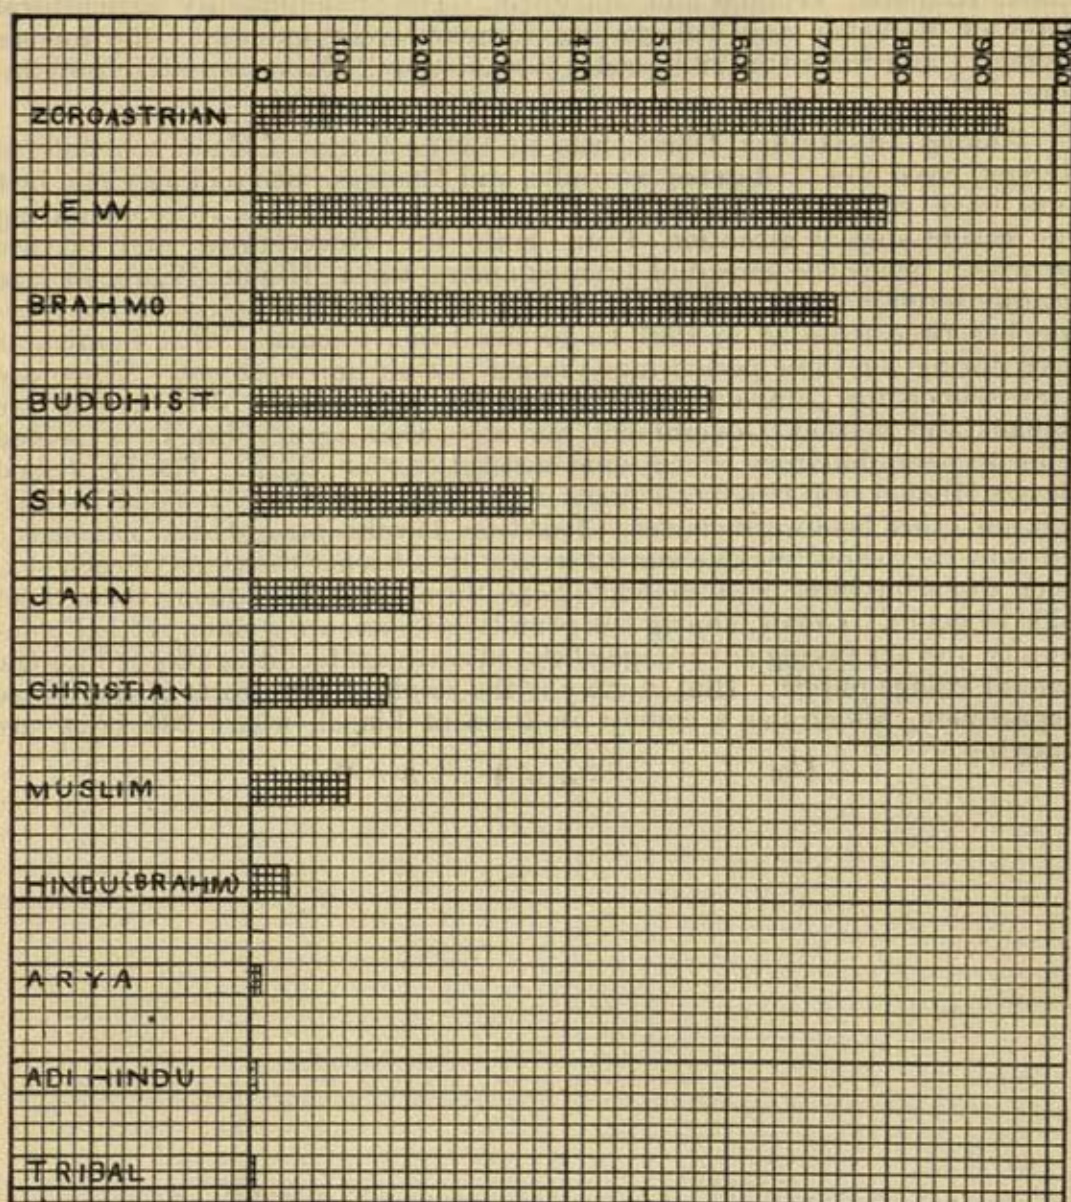 0 100 200 300 400 500 600 700 800 900 1000
ZOROASTRIAN
JEW
BRAHMO
BUDDHIST
SIKH
JAIN
CHRISTIAN
MUSLIM
HINDU(BRAHM)
ARYA
ADI HINDU
TRIBAL